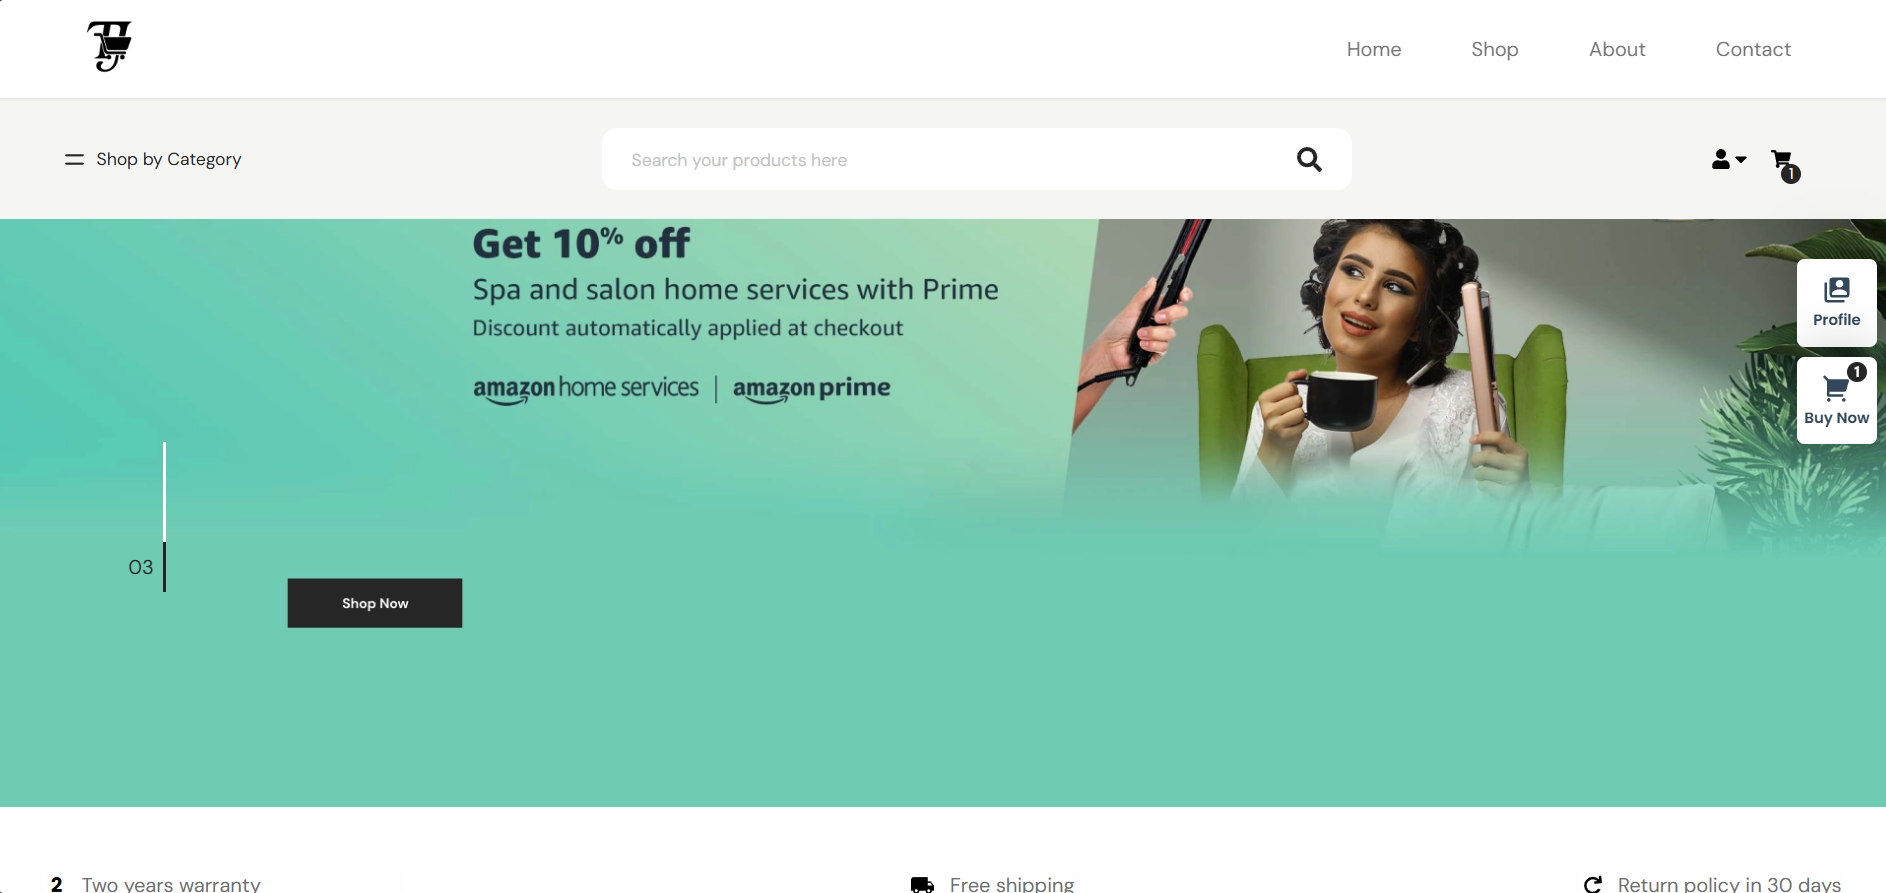 Home Shop About Contact
Shop by Category
Search your products here
1
Get 10% off
Spa and salon home services with Prime
Discount automatically applied at checkout
amazon home services | amazon prime
Profile
1
Buy Now
03
Shop Now
2 Two years warranty
Free shipping
Return policy in 30 days